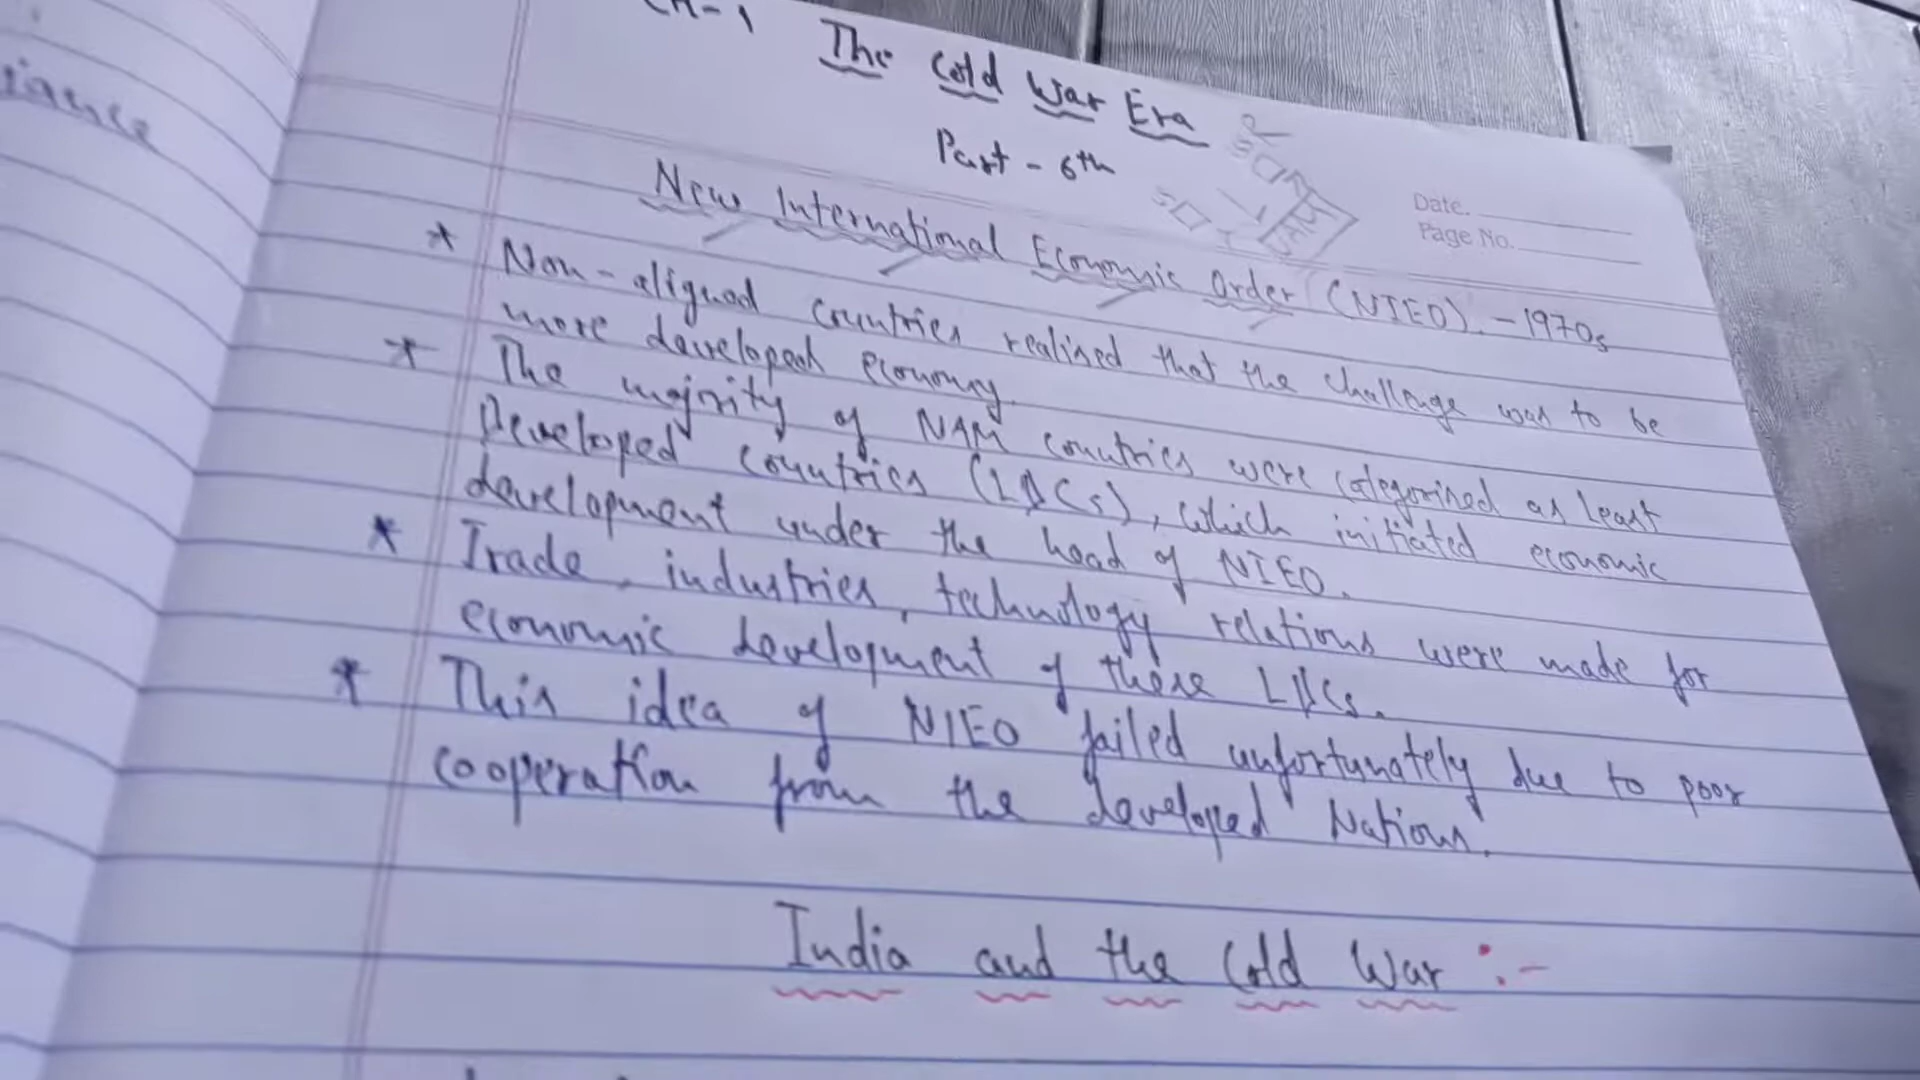 Ch-1 The Cold War Era
Part - 6th
Date.
Page No.
New International Economic Order (NIEO). - 1970s
* Non-aligned countries realised that the challenge was to be
more developed economy.
* The majority of NAM countries were categorised as Least
Developed countries (LDCs), which initiated economic
development under the head of NIEO.
* Trade, industries, technology relations were made for
economic development of these LDCs.
* This idea of NIEO failed unfortunately due to poor
cooperation from the developed Nations.
India and the Cold War :-